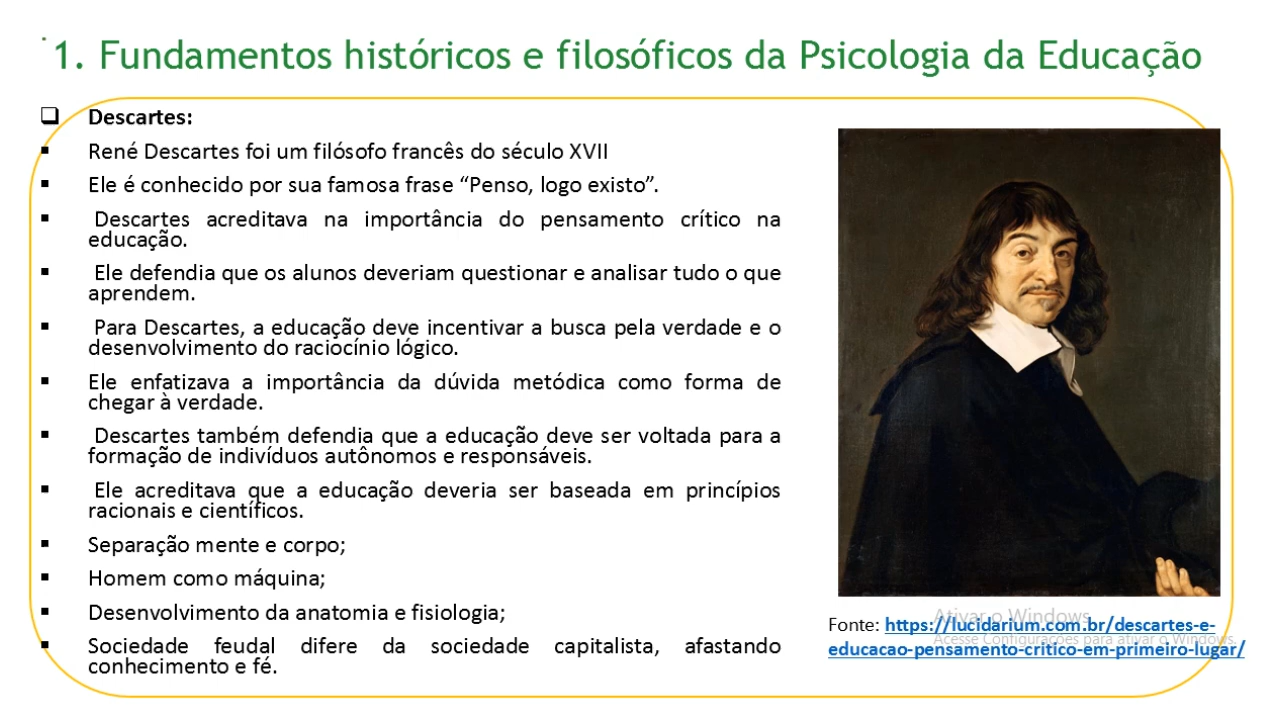 1. Fundamentos históricos e filosóficos da Psicologia da Educação
Descartes:
René Descartes foi um filósofo francês do século XVII
Ele é conhecido por sua famosa frase “Penso, logo existo”.
Descartes acreditava na importância do pensamento crítico na
educação.
Ele defendia que os alunos deveriam questionar e analisar tudo o que
aprendem.
Para Descartes, a educação deve incentivar a busca pela verdade e o
desenvolvimento do raciocínio lógico.
Ele enfatizava a importância da dúvida metódica como forma de
chegar à verdade.
Descartes também defendia que a educação deve ser voltada para a
formação de indivíduos autônomos e responsáveis.
Ele acreditava que a educação deveria ser baseada em princípios
racionais e científicos.
Separação mente e corpo;
Homem como máquina;
Desenvolvimento da anatomia e fisiologia;
Sociedade feudal difere da sociedade capitalista, afastando
conhecimento e fé.
Ativar o Windows
Fonte: https://lucidarium.com.br/descartes-e-
Acesse Configurações para ativar o Windows.
educacao-pensamento-critico-em-primeiro-lugar/